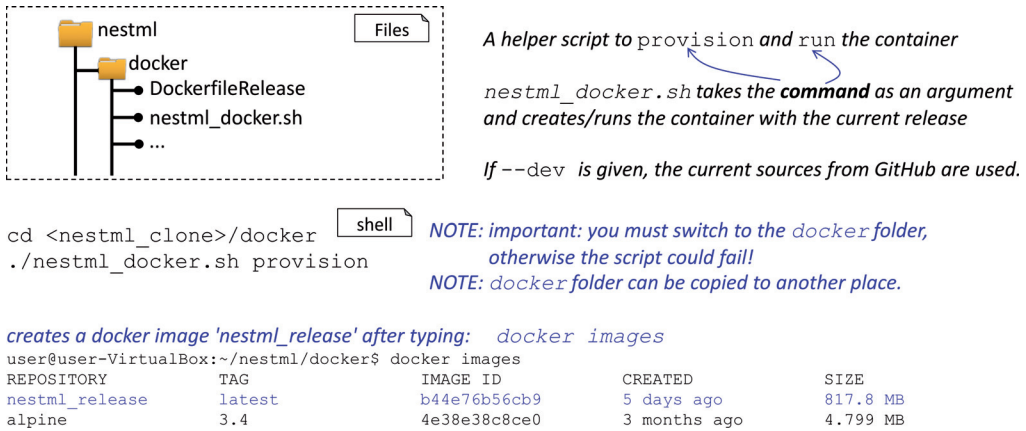 nestml
Files
docker
DockerfileRelease
nestml_docker.sh
...
A helper script to provision and run the container
nestml_docker.sh takes the command as an argument
and creates/runs the container with the current release
If --dev is given, the current sources from GitHub are used.
cd <nestml_clone>/docker
./nestml_docker.sh provision
shell
NOTE: important: you must switch to the docker folder,
otherwise the script could fail!
NOTE: docker folder can be copied to another place.
creates a docker image 'nestml_release' after typing: docker images
user@user-VirtualBox:~/nestml/docker$ docker images
REPOSITORY TAG IMAGE ID CREATED SIZE
nestml_release latest b44e76b56cb9 5 days ago 817.8 MB
alpine 3.4 4e38e38c8ce0 3 months ago 4.799 MB